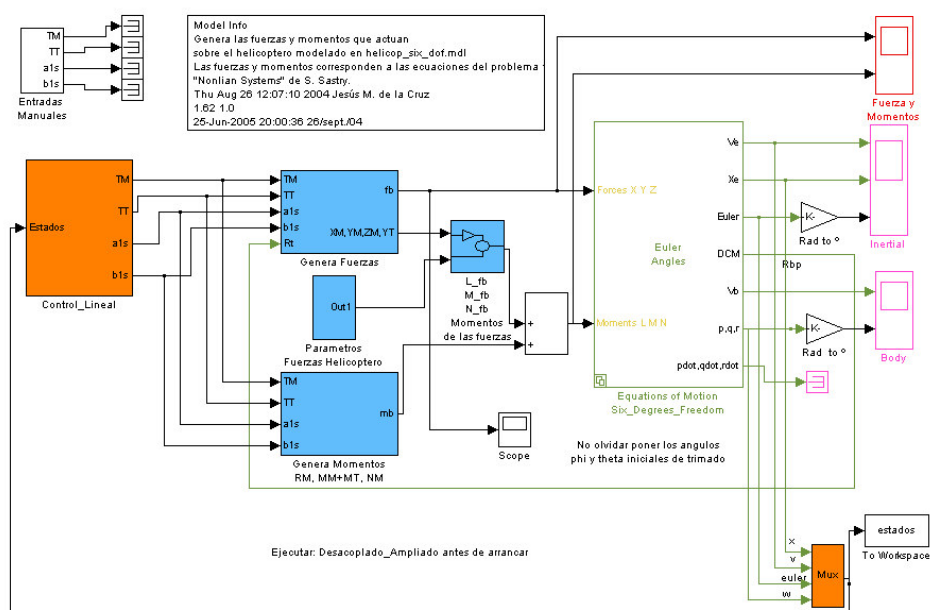 TM
TT
a1s
b1s
Entradas
Manuales
Model Info
Genera las fuerzas y momentos que actuan
sobre el helicoptero modelado en helicop_six_dof.mdl
Las fuerzas y momentos corresponden a las ecuaciones del problema
"Nonlian Systems" de S. Sastry.
Thu Aug 26 12:07:10 2004 Jesús M. de la Cruz
1.62 1.0
25-Jun-2005 20:00:36 26/sept./04
Fuerza y
Momentos
Estados
TM
TT
a1s
b1s
Control_Lineal
TM
TT
a1s
b1s
Rt
fb
XM,YM,ZM,YT
Genera Fuerzas
Out1
Parametros
Fuerzas Helicoptero
L_fb
M_fb
N_fb
Momentos
de las fuerzas
+
+
TM
TT
a1s
b1s
mb
Genera Momentos
RM, MM+MT, NM
Scope
Forces X Y Z
Moments L M N
Euler
Angles
Ve
Xe
Euler
DCM
Vb
p,q,r
pdot,qdot,rdot
Equations of Motion
Six_Degrees_Freedom
K-
Rad to º
Rbp
Inertial
K-
Rad to º
Body
No olvidar poner los angulos
phi y theta iniciales de trimado
Ejecutar: Desacoplado_Ampliado antes de arrancar
x
v
euler
w
Mux
estados
To Workspace